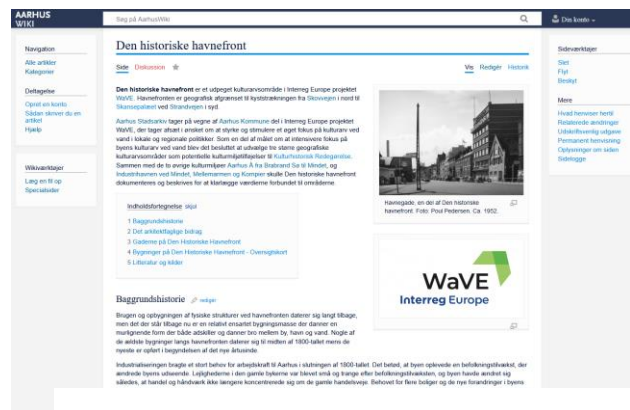 AARHUS
WIKI
Søg på AarhusWiki
Din konto
Navigation
Alle artikler
Kategorier
Deltagelse
Opret en konto
Sådan skriver du en
artikel
Hjælp
Wikiværktøjer
Læg en fil op
Specialsider
Den historiske havnefront
Side Diskussion
Vis Redigér Historik
Den historiske havnefront er et udpeget kulturarvsområde i Interreg Europe projektet
WaVE. Havnefronten er geografisk afgrænset til kyststrækningen fra Skovvejen i nord til
Skansepalæet ved Strandvejen i syd.
Aarhus Stadsarkiv tager på vegne af Aarhus Kommune del i Interreg Europe projektet
WaVE, der tager afsæt i ønsket om at styrke og stimulere et øget fokus på kulturarv ved
vand i lokale og regionale politikker. Som en del af målet om at intensivere fokus på
byens kulturarv ved vand blev det besluttet at udvælge tre større geografiske
kulturarvsområder som potentielle kulturmiljøtilføjelser til Kulturhistorisk Redegørelse.
Sammen med de to øvrige kulturmiljøer Aarhus Å fra Brabrand Sø til Mindet, og
Industrihavnen ved Mindet, Mellemarmen og Kornpier skulle Den historiske havnefront
dokumenteres og beskrives for at klarlægge værdierne forbundet til områderne.
Indholdsfortegnelse skjul
1 Baggrundshistorie
2 Det arkitektfaglige bidrag
3 Gaderne på Den Historiske Havnefront
4 Bygninger på Den Historiske Havnefront - Oversigtskort
5 Litteratur og kilder
Havnegade, en del af Den historiske
havnefront. Foto: Poul Pedersen. Ca. 1952.
WaVE
Interreg Europe
Baggrundshistorie redigér
Brugen og opbygningen af fysiske strukturer ved havnefronten daterer sig langt tilbage,
men det der står tilbage nu er en relativ ensartet bygningsmasse der danner en
murlignende form der både adskiller og danner bro mellem by, havn og vand. Nogle af
de ældste bygninger langs havnefronten daterer sig til midten af 1800-tallet mens de
nyeste er opført i begyndelsen af det nye årtusinde.
Industrialiseringen bragte et stort behov for arbejdskraft til Aarhus i slutningen af 1800-tallet. Det betød, at byen oplevede en befolkningstilvækst, der
ændrede byens udseende. Lejlighederne i den gamle bykerne var blevet små og trange efter befolkningstilvæksten, og byen havde ændret sig
således, at handel og håndværk ikke længere koncentrerede sig om de gamle handelsveje. Behovet for flere boliger og de nye forandringer i byens
Sideværktøjer
Slet
Flyt
Beskyt
Mere
Hvad henviser hertil
Relaterede ændringer
Udskriftsvenlig udgave
Permanent henvisning
Oplysninger om siden
Sidelogge